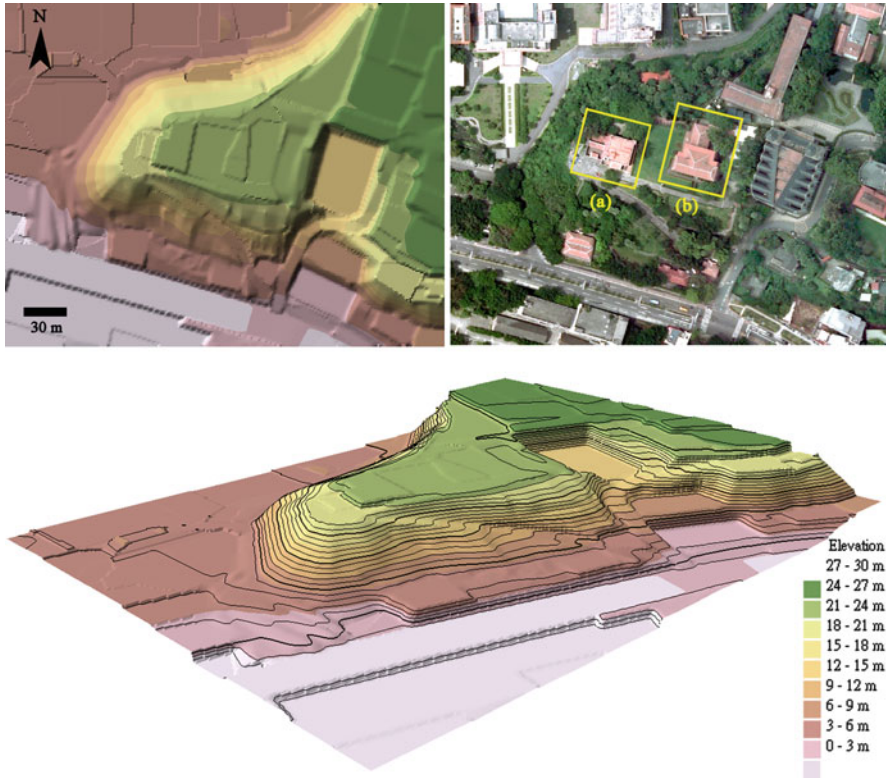 N
30 m
(a)
(b)
Elevation
27 - 30 m
24 - 27 m
21 - 24 m
18 - 21 m
15 - 18 m
12 - 15 m
9 - 12 m
6 - 9 m
3 - 6 m
0 - 3 m